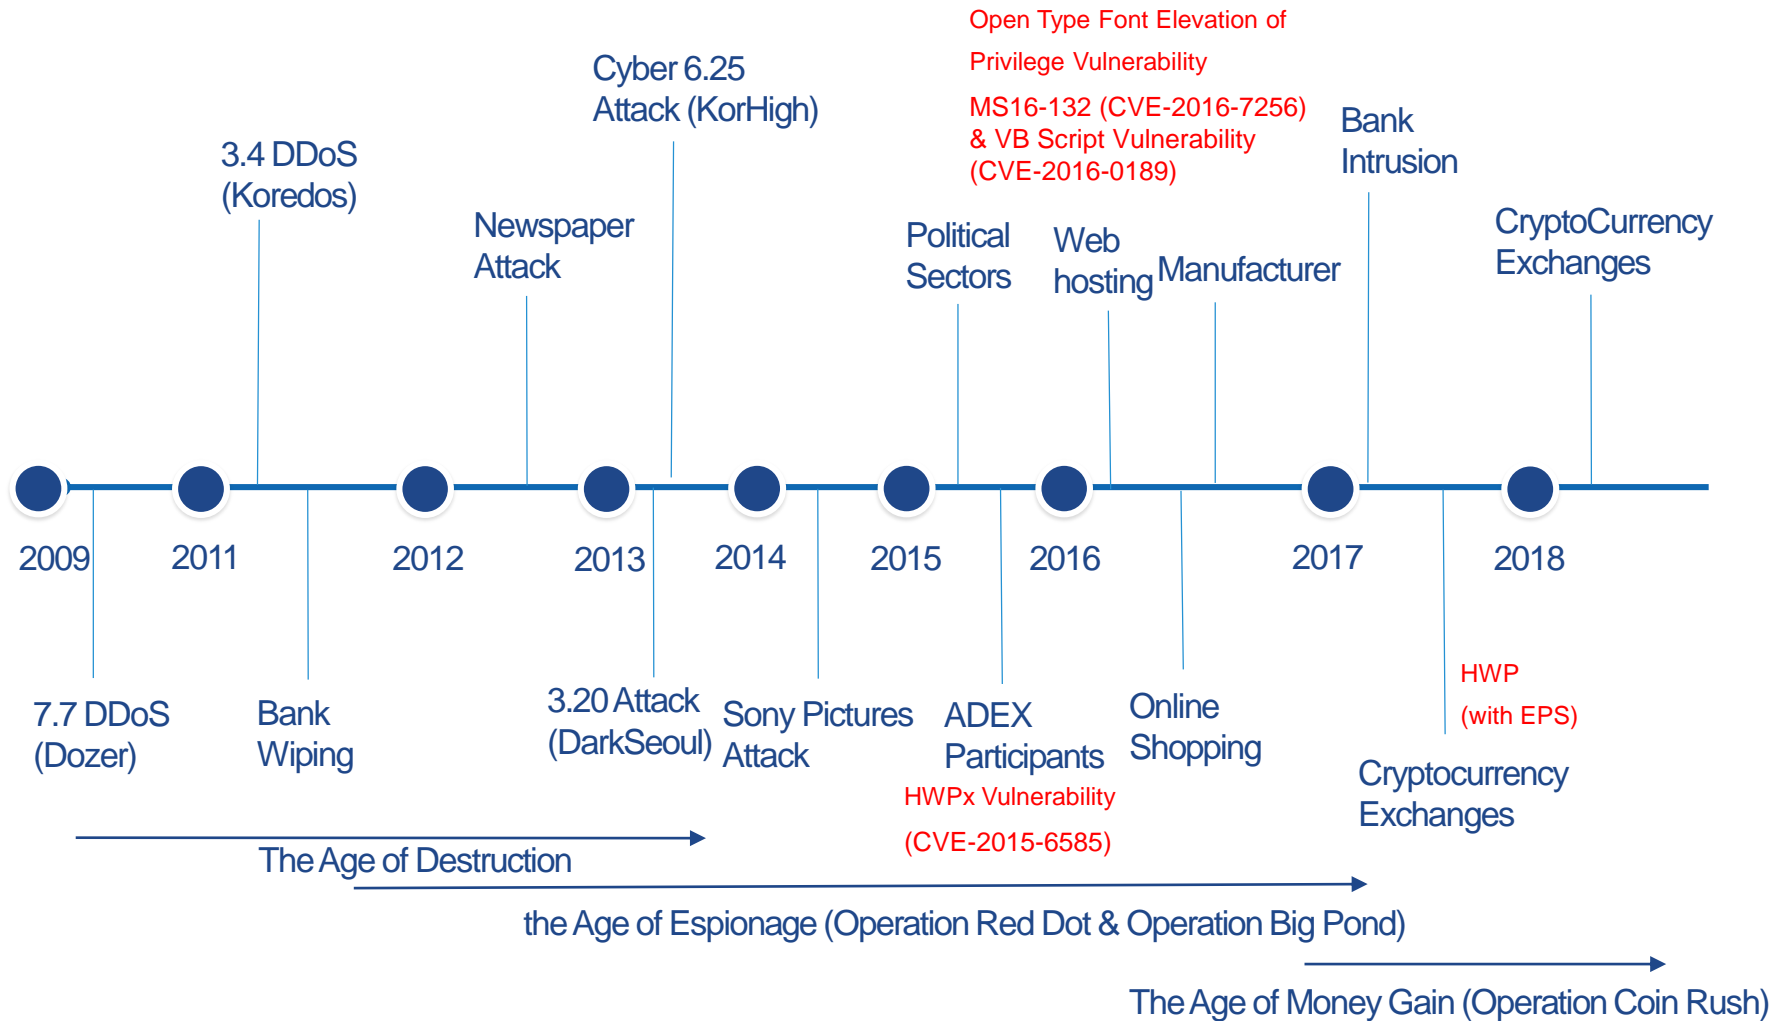 Open Type Font Elevation of
Privilege Vulnerability
MS16-132 (CVE-2016-7256)
& VB Script Vulnerability
(CVE-2016-0189)
Cyber 6.25
Attack (KorHigh)
3.4 DDoS
(Koredos)
Newspaper
Attack
Political
Sectors
Web
hosting
Manufacturer
Bank
Intrusion
CryptoCurrency
Exchanges
2009
2011
2012
2013
2014
2015
2016
2017
2018
7.7 DDoS
(Dozer)
Bank
Wiping
3.20 Attack
(DarkSeoul)
Sony Pictures
Attack
ADEX
Participants
HWPx Vulnerability
(CVE-2015-6585)
Online
Shopping
HWP
(with EPS)
Cryptocurrency
Exchanges
The Age of Destruction
the Age of Espionage (Operation Red Dot & Operation Big Pond)
The Age of Money Gain (Operation Coin Rush)